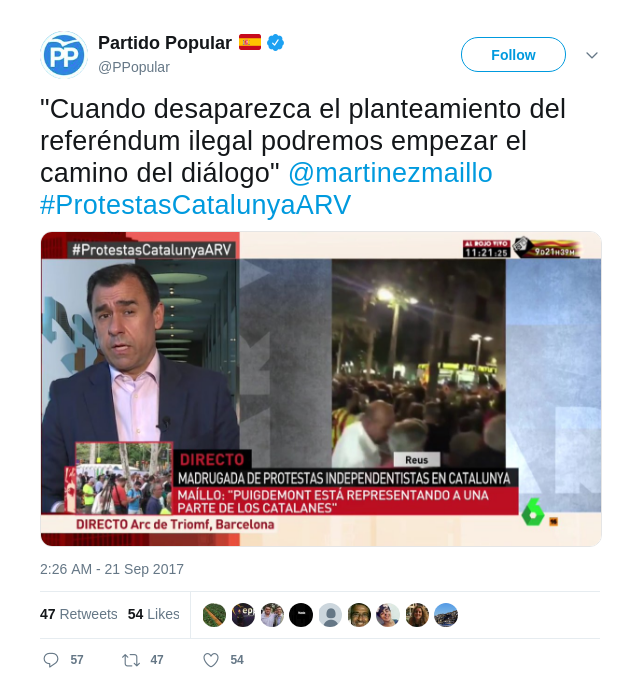 PP
Partido Popular
@PPopular
Follow
"Cuando desaparezca el planteamiento del
referéndum ilegal podremos empezar el
camino del diálogo" @martinezmaillo
#ProtestasCatalunyaARV
#ProtestasCatalunyaARV
AL ROJO VIVO
11:21:25
9D21H39M
Reus
DIRECTO
MADRUGADA DE PROTESTAS INDEPENDENTISTAS EN CATALUNYA
MAÍLLO: "PUIGDEMONT ESTÁ REPRESENTANDO A UNA
PARTE DE LOS CATALANES"
DIRECTO Arc de Triomf, Barcelona
6
2:26 AM - 21 Sep 2017
47 Retweets 54 Likes
57 47 54